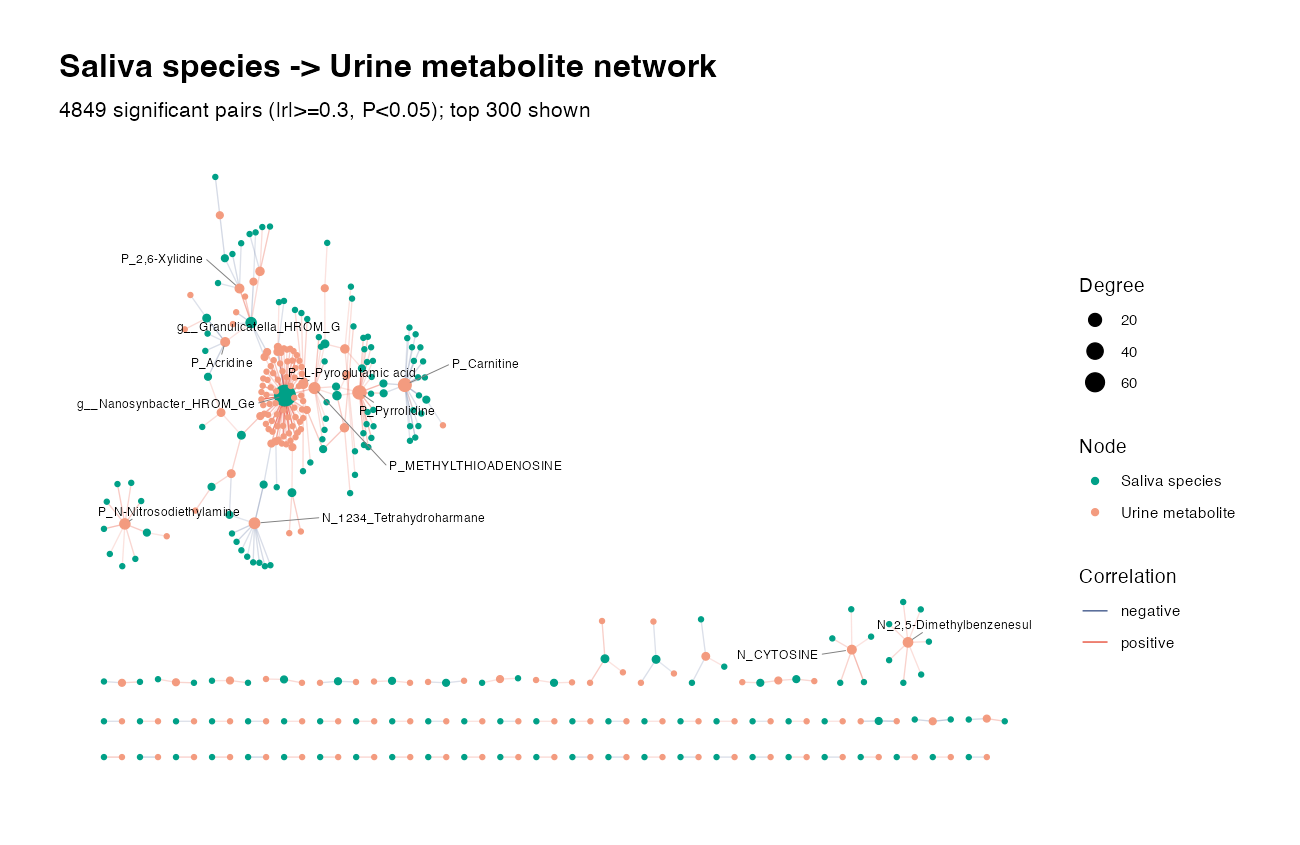 Saliva species -> Urine metabolite network
4849 significant pairs (|r|>=0.3, P<0.05); top 300 shown
P_2,6-Xylidine
g__Granulicatella_HROM_G
P_Acridine
P_L-Pyroglutamic acid
P_Carnitine
g__Nanosynbacter_HROM_Ge
P_Pyrrolidine
P_METHYLTHIOADENOSINE
P_N-Nitrosodiethylamine
N_1234_Tetrahydroharmane
N_CYTOSINE
N_2,5-Dimethylbenzenesul
Degree
20
40
60
Node
Saliva species
Urine metabolite
Correlation
negative
positive